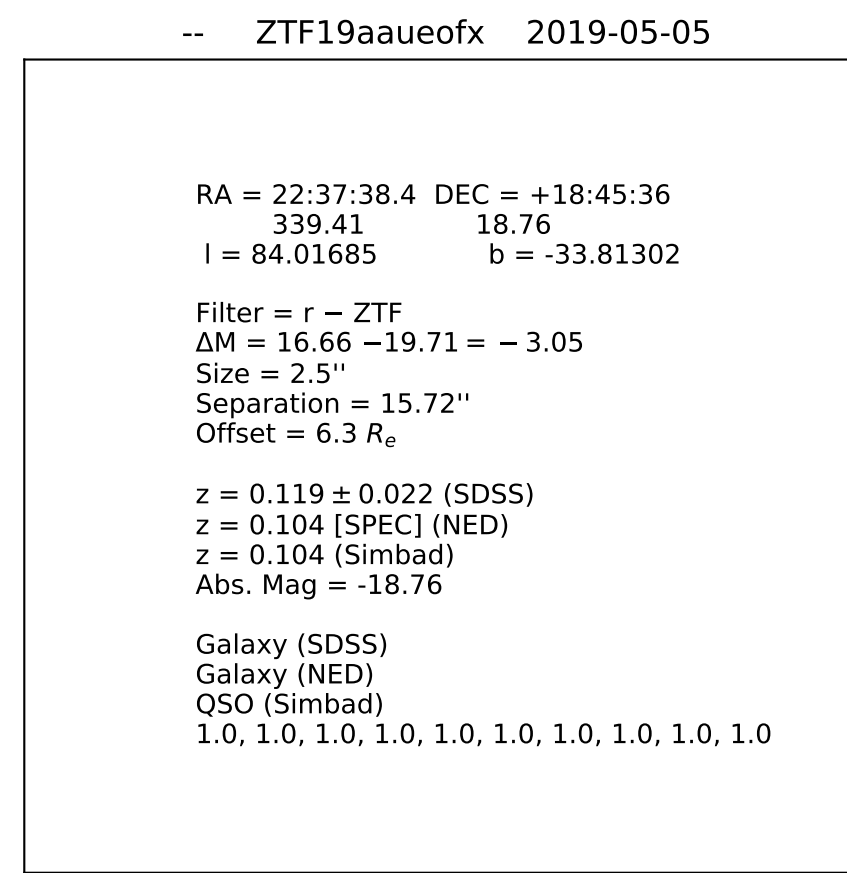 -- ZTF19aaueofx 2019-05-05
RA = 22:37:38.4 DEC = +18:45:36
339.41 18.76
l = 84.01685 b = -33.81302
Filter = r − ZTF
ΔM = 16.66 −19.71 = − 3.05
Size = 2.5''
Separation = 15.72''
Offset = 6.3 Re
z = 0.119 ± 0.022 (SDSS)
z = 0.104 [SPEC] (NED)
z = 0.104 (Simbad)
Abs. Mag = -18.76
Galaxy (SDSS)
Galaxy (NED)
QSO (Simbad)
1.0, 1.0, 1.0, 1.0, 1.0, 1.0, 1.0, 1.0, 1.0, 1.0